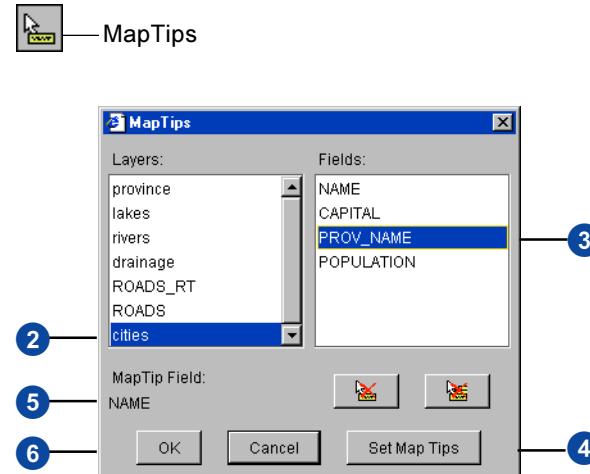 MapTips
MapTips
Layers:
Fields:
province
lakes
rivers
drainage
ROADS_RT
ROADS
cities
NAME
CAPITAL
PROV_NAME
POPULATION
3
2
MapTip Field:
5
NAME
6
OK
Cancel
Set Map Tips
4